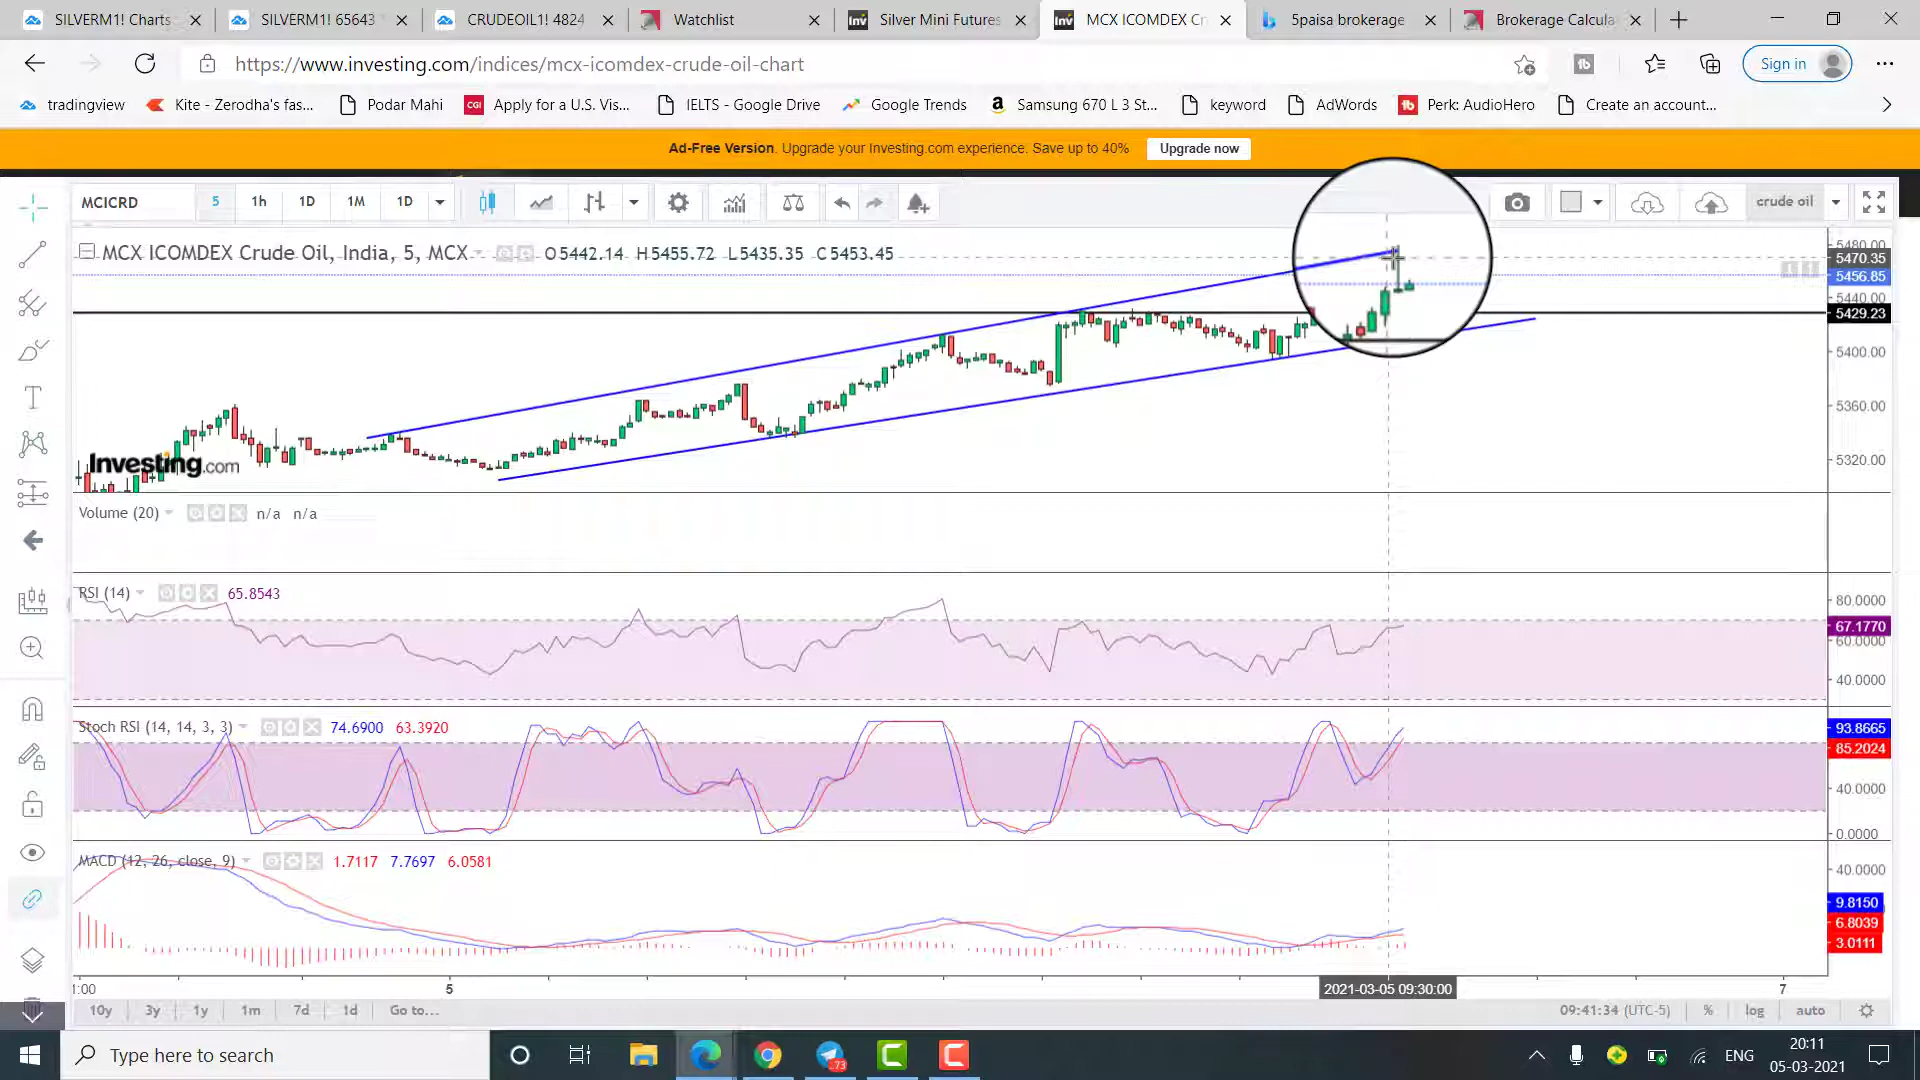 SILVERM1! Charts
SILVERM1! 65643
CRUDEOIL1! 4824
Watchlist
Silver Mini Futures
MCX ICOMDEX Cr
5paisa brokerage
Brokerage Calcula
https://www.investing.com/indices/mcx-icomdex-crude-oil-chart
Sign in
tradingview
Kite - Zerodha's fas...
Podar Mahi
CGI Apply for a U.S. Vis...
IELTS - Google Drive
Google Trends
Samsung 670 L 3 St...
keyword
AdWords
Perk: AudioHero
Create an account...
Ad-Free Version. Upgrade your Investing.com experience. Save up to 40%
Upgrade now
MCICRD
5
1h
1D
1M
1D
crude oil
MCX ICOMDEX Crude Oil, India, 5, MCX
O5442.14 H5455.72 L5435.35 C5453.45
5480.00
5470.35
5456.85
5440.00
5429.23
5400.00
5360.00
5320.00
Investing.com
Volume (20)
n/a n/a
RSI (14)
65.8543
80.0000
67.1770
60.0000
40.0000
Stoch RSI (14, 14, 3, 3)
74.6900 63.3920
93.8665
85.2024
40.0000
0.0000
MACD (12, 26, close, 9)
1.7117 7.7697 6.0581
40.0000
9.8150
6.8039
3.0111
1:00
5
2021-03-05 09:30:00
7
10y
3y
1y
1m
7d
1d
Go to...
09:41:34 (UTC-5)
%
log
auto
Type here to search
73
ENG
20:11
05-03-2021